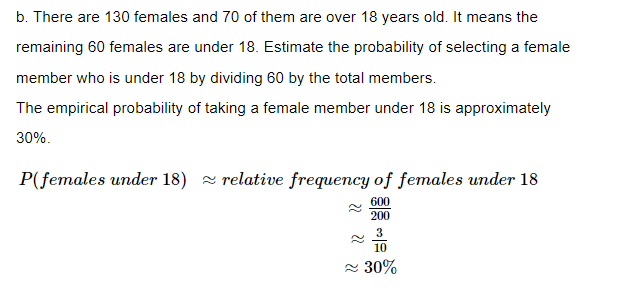 b. There are 130 females and 70 of them are over 18 years old. It means the
remaining 60 females are under 18. Estimate the probability of selecting a female
member who is under 18 by dividing 60 by the total members.
The empirical probability of taking a female member under 18 is approximately
30%.
P(females under 18) ≈ relative frequency of females under 18
≈ 600/200
≈ 3/10
≈ 30%